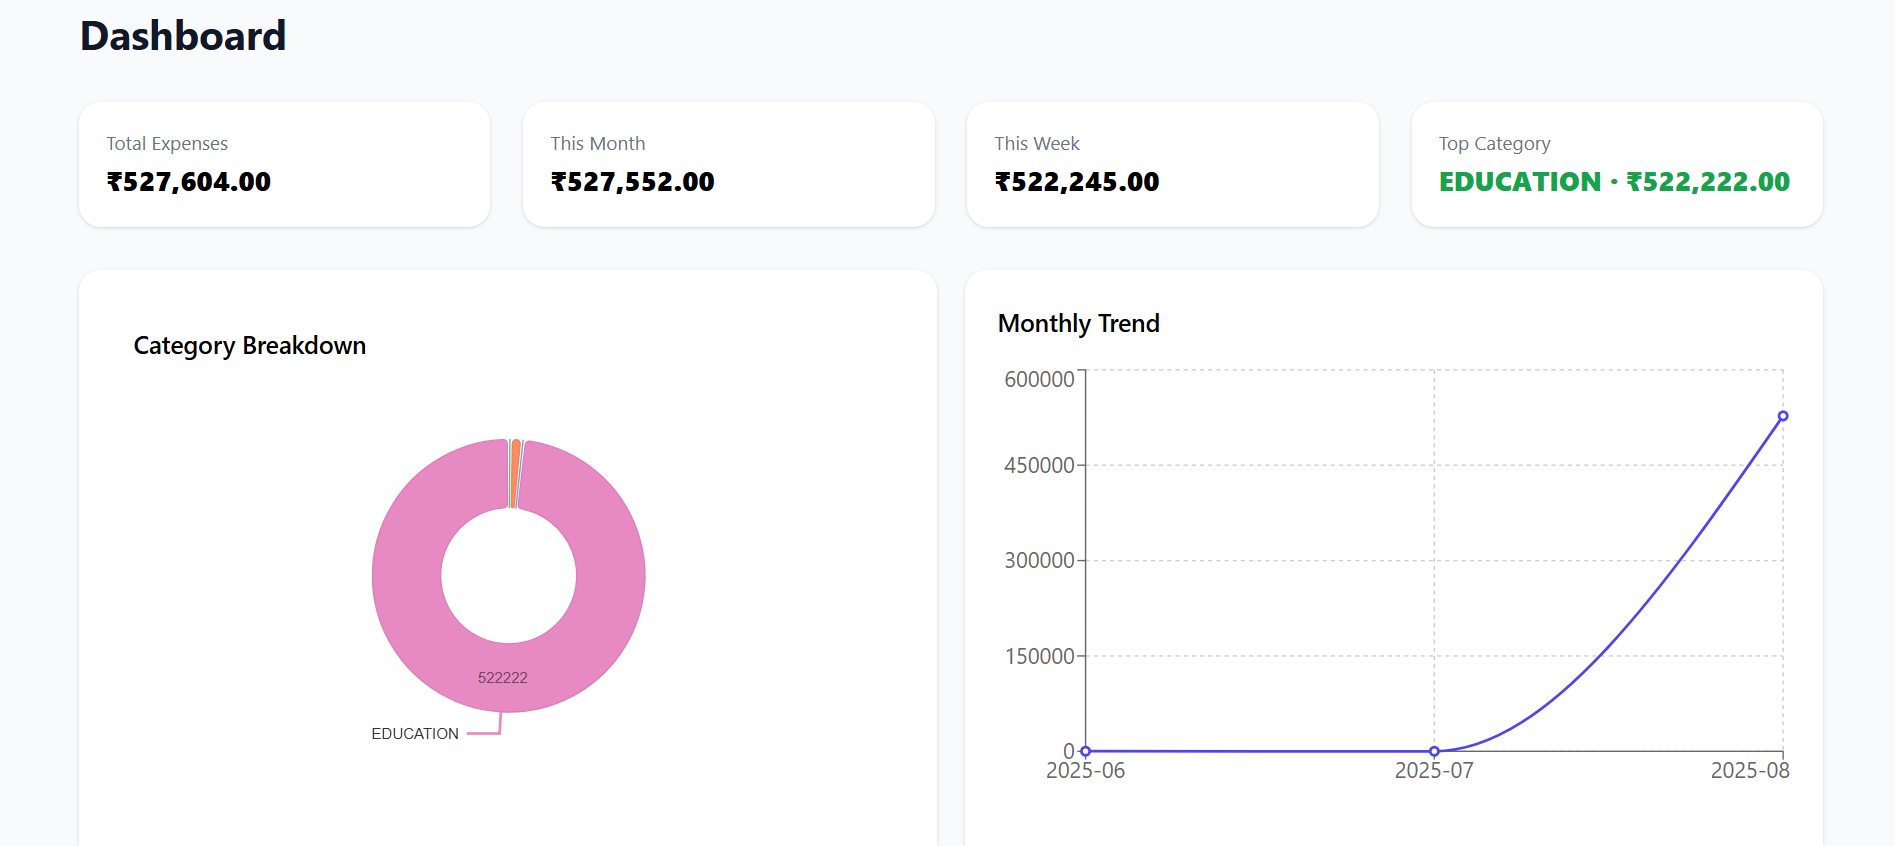 Dashboard
Total Expenses
₹527,604.00
This Month
₹527,552.00
This Week
₹522,245.00
Top Category
EDUCATION · ₹522,222.00
Category Breakdown
522222
EDUCATION
Monthly Trend
600000
450000
300000
150000
0
2025-06
2025-07
2025-08